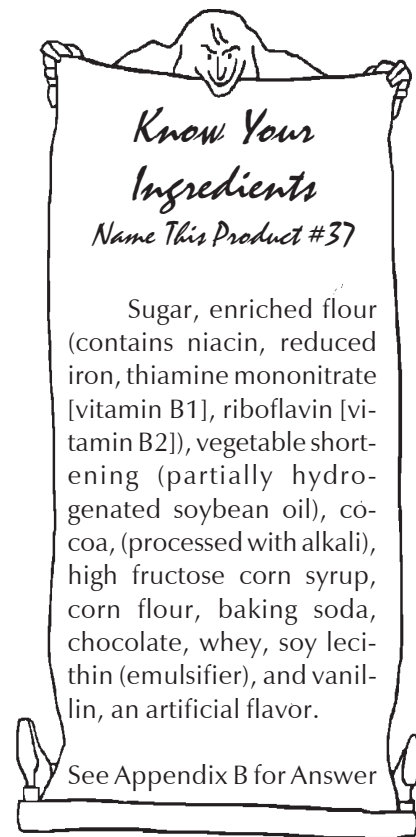 Know Your
Ingredients
Name This Product #37
Sugar, enriched flour
(contains niacin, reduced
iron, thiamine mononitrate
[vitamin B1], riboflavin [vi-
tamin B2]), vegetable short-
ening (partially hydro-
genated soybean oil), co-
coa, (processed with alkali),
high fructose corn syrup,
corn flour, baking soda,
chocolate, whey, soy leci-
thin (emulsifier), and vanil-
lin, an artificial flavor.
See Appendix B for Answer